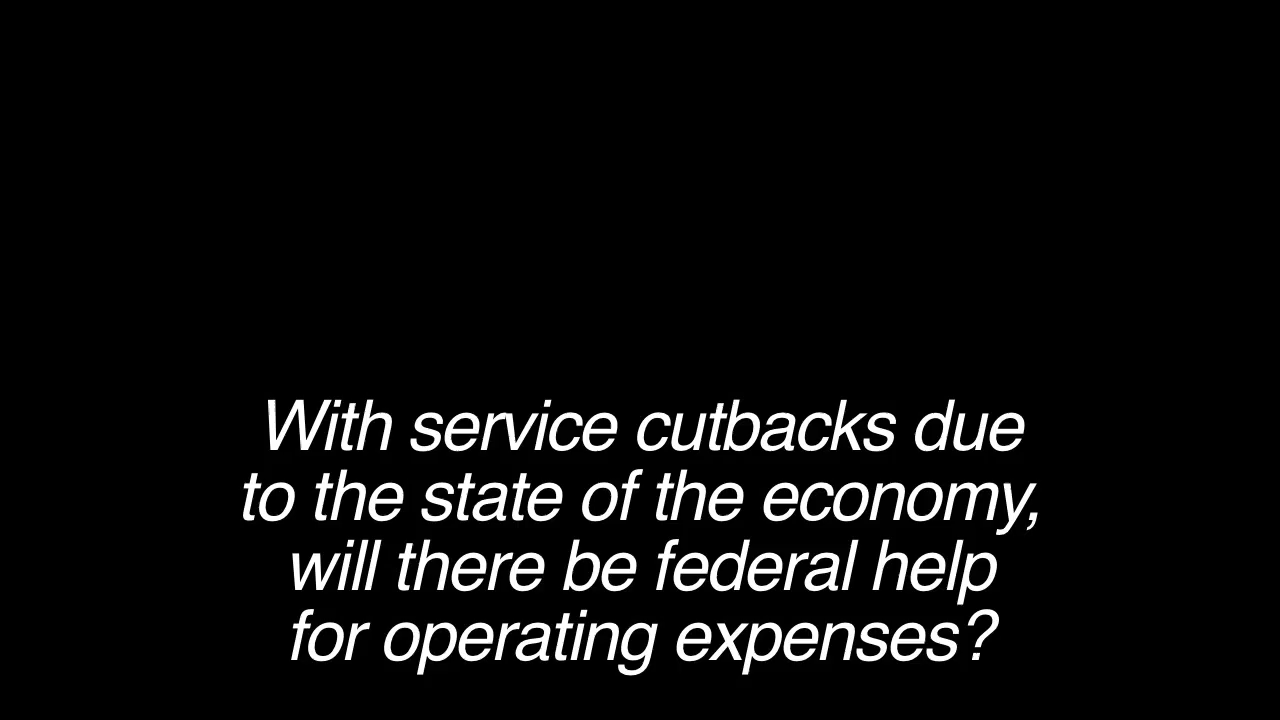 With service cutbacks due
to the state of the economy,
will there be federal help
for operating expenses?